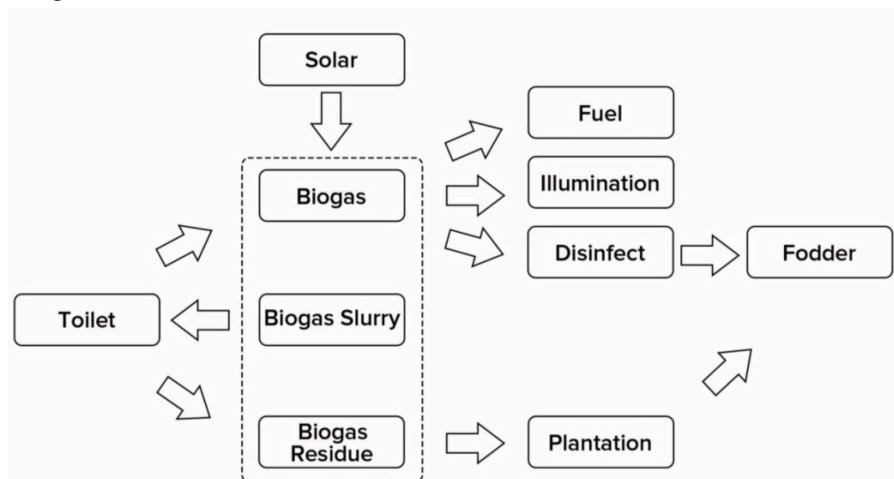 Solar
Fuel
Biogas
Illumination
Disinfect
Fodder
Toilet
Biogas Slurry
Biogas
Residue
Plantation